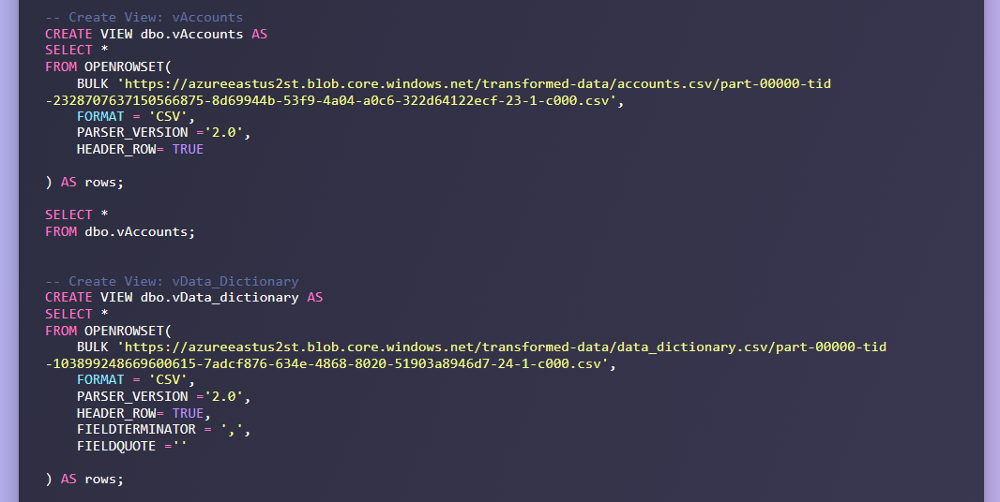 -- Create View: vAccounts
CREATE VIEW dbo.vAccounts AS
SELECT *
FROM OPENROWSET(
    BULK 'https://azureeastus2st.blob.core.windows.net/transformed-data/accounts.csv/part-00000-tid
-2328707637150566875-8d69944b-53f9-4a04-a0c6-322d64122ecf-23-1-c000.csv',
    FORMAT = 'CSV',
    PARSER_VERSION ='2.0',
    HEADER_ROW= TRUE
) AS rows;
SELECT *
FROM dbo.vAccounts;
-- Create View: vData_Dictionary
CREATE VIEW dbo.vData_dictionary AS
SELECT *
FROM OPENROWSET(
    BULK 'https://azureeastus2st.blob.core.windows.net/transformed-data/data_dictionary.csv/part-00000-tid
-103899248669600615-7adcf876-634e-4868-8020-51903a8946d7-24-1-c000.csv',
    FORMAT = 'CSV',
    PARSER_VERSION ='2.0',
    HEADER_ROW= TRUE,
    FIELDTERMINATOR = ',',
    FIELDQUOTE =''
) AS rows;